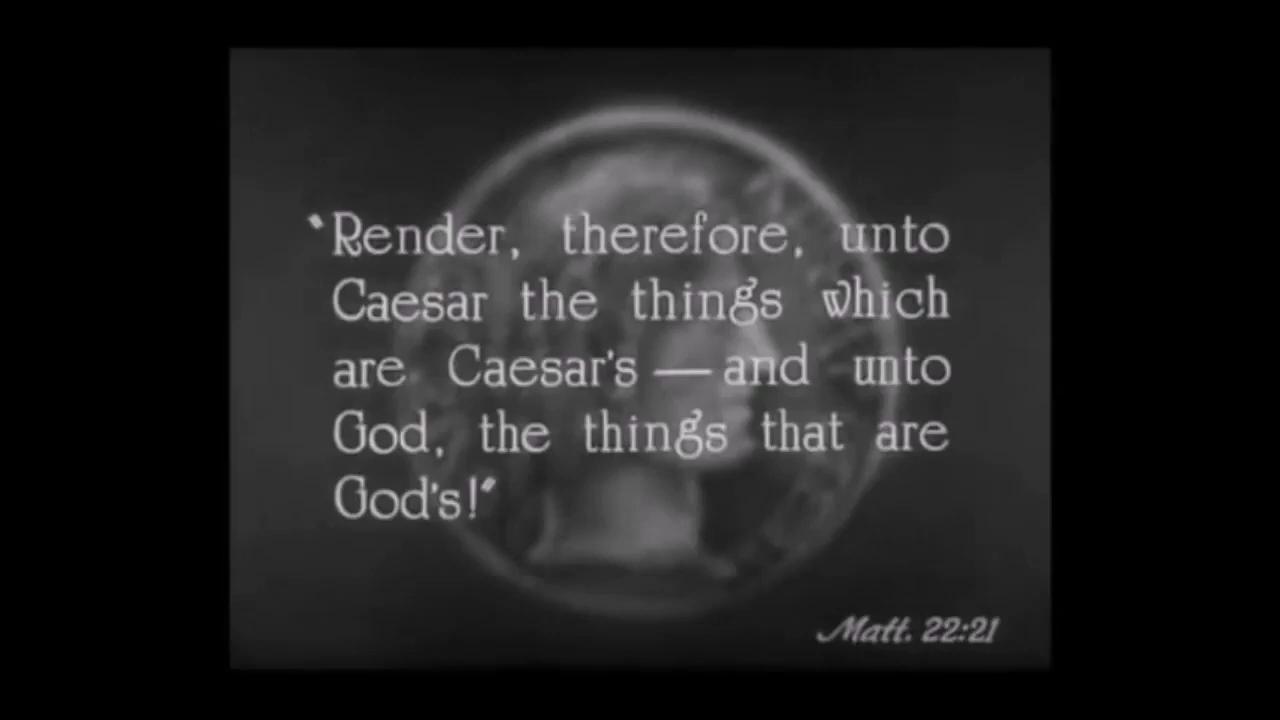 "Render, therefore, unto
Caesar the things which
are Caesar's — and unto
God, the things that are
God's!"
Matt. 22:21